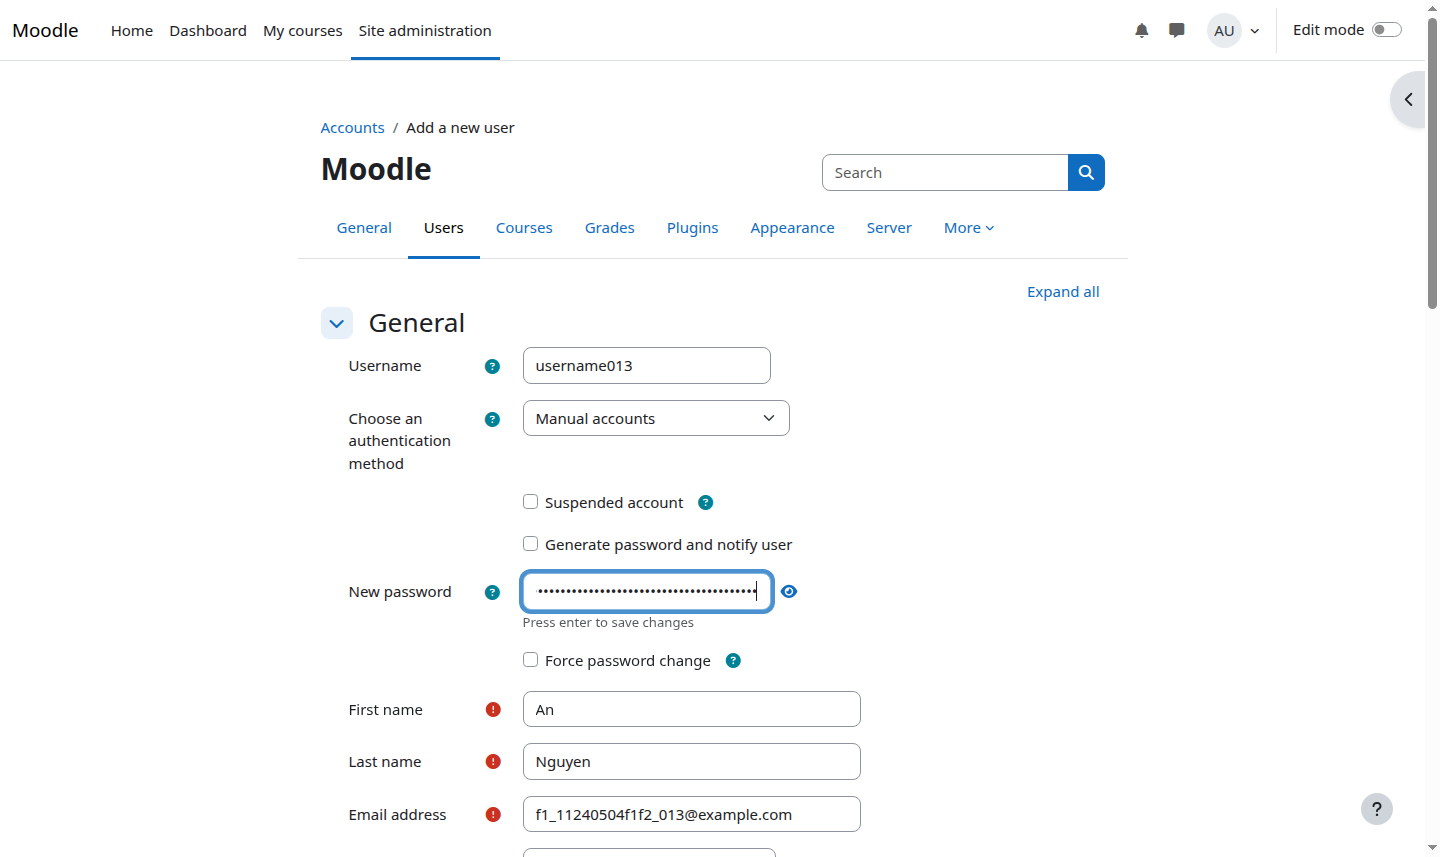 Moodle Home Dashboard My courses Site administration AU Edit mode
Accounts / Add a new user
Moodle
Search
General Users Courses Grades Plugins Appearance Server More
Expand all
General
Username ? username013
Choose an authentication method ? Manual accounts
Suspended account ?
Generate password and notify user
New password ? ••••••••••••••••••••••••••••••••••••••
Press enter to save changes
Force password change ?
First name ! An
Last name ! Nguyen
Email address ! f1_11240504f1f2_013@example.com
?